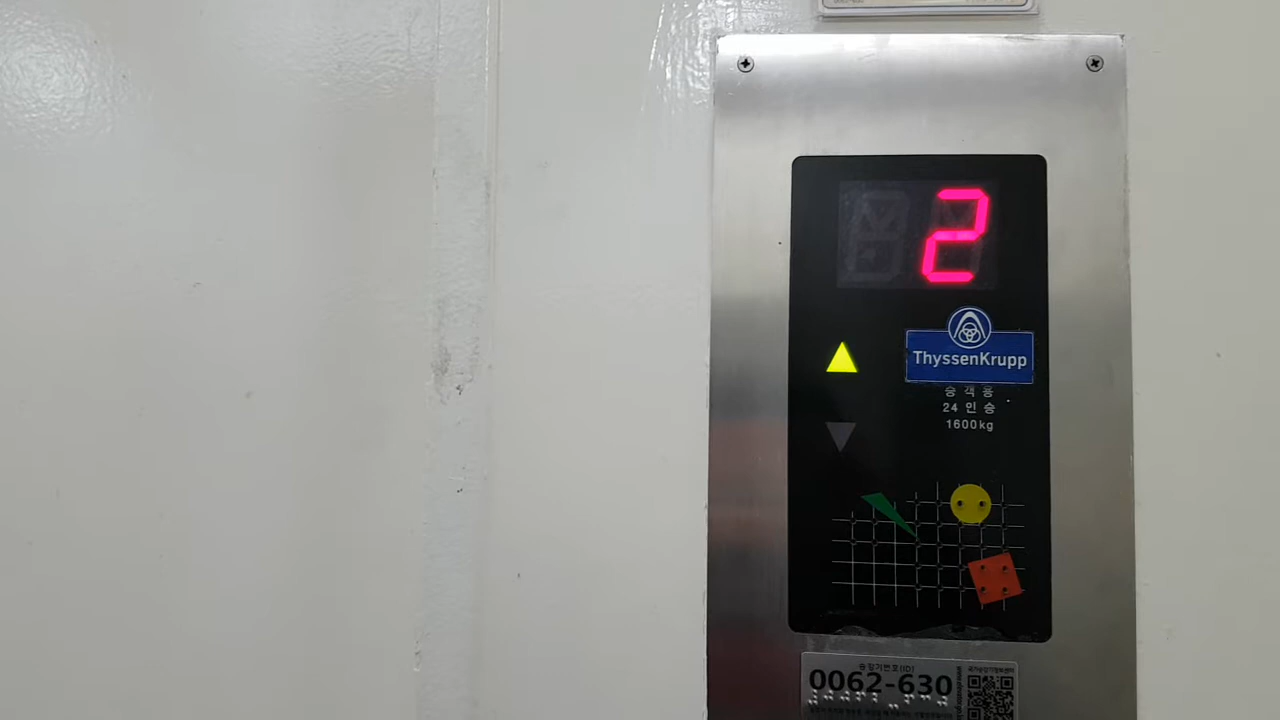 2
ThyssenKrupp
승 객 용
24 인 승
1600kg
승강기번호(ID)
0062-630